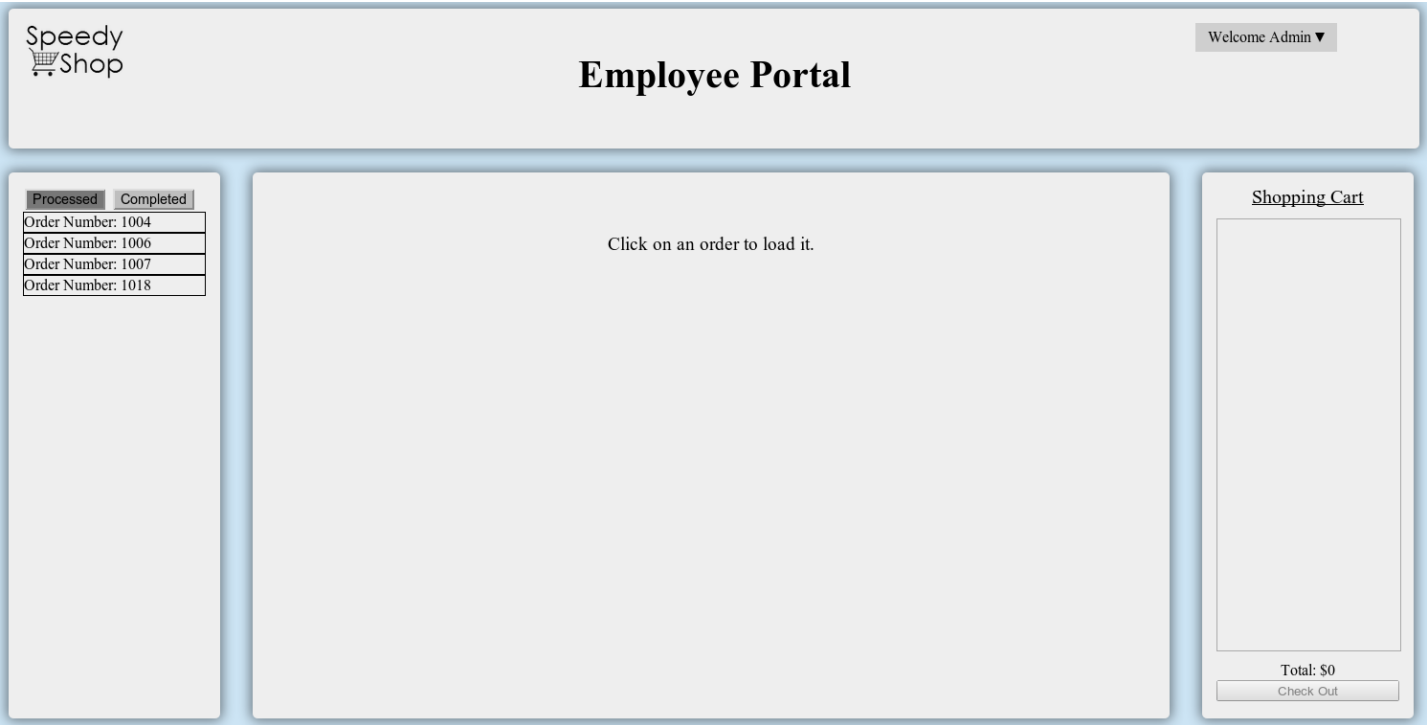 Speedy
Shop
Welcome Admin ▼
Employee Portal
Processed Completed
Order Number: 1004
Order Number: 1006
Order Number: 1007
Order Number: 1018
Click on an order to load it.
Shopping Cart
Total: $0
Check Out